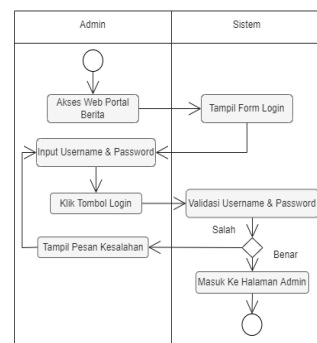 Admin
Sistem
Akses Web Portal
Berita
Tampil Form Login
Input Username & Password
Klik Tombol Login
Validasi Username & Password
Salah
Tampil Pesan Kesalahan
Benar
Masuk Ke Halaman Admin